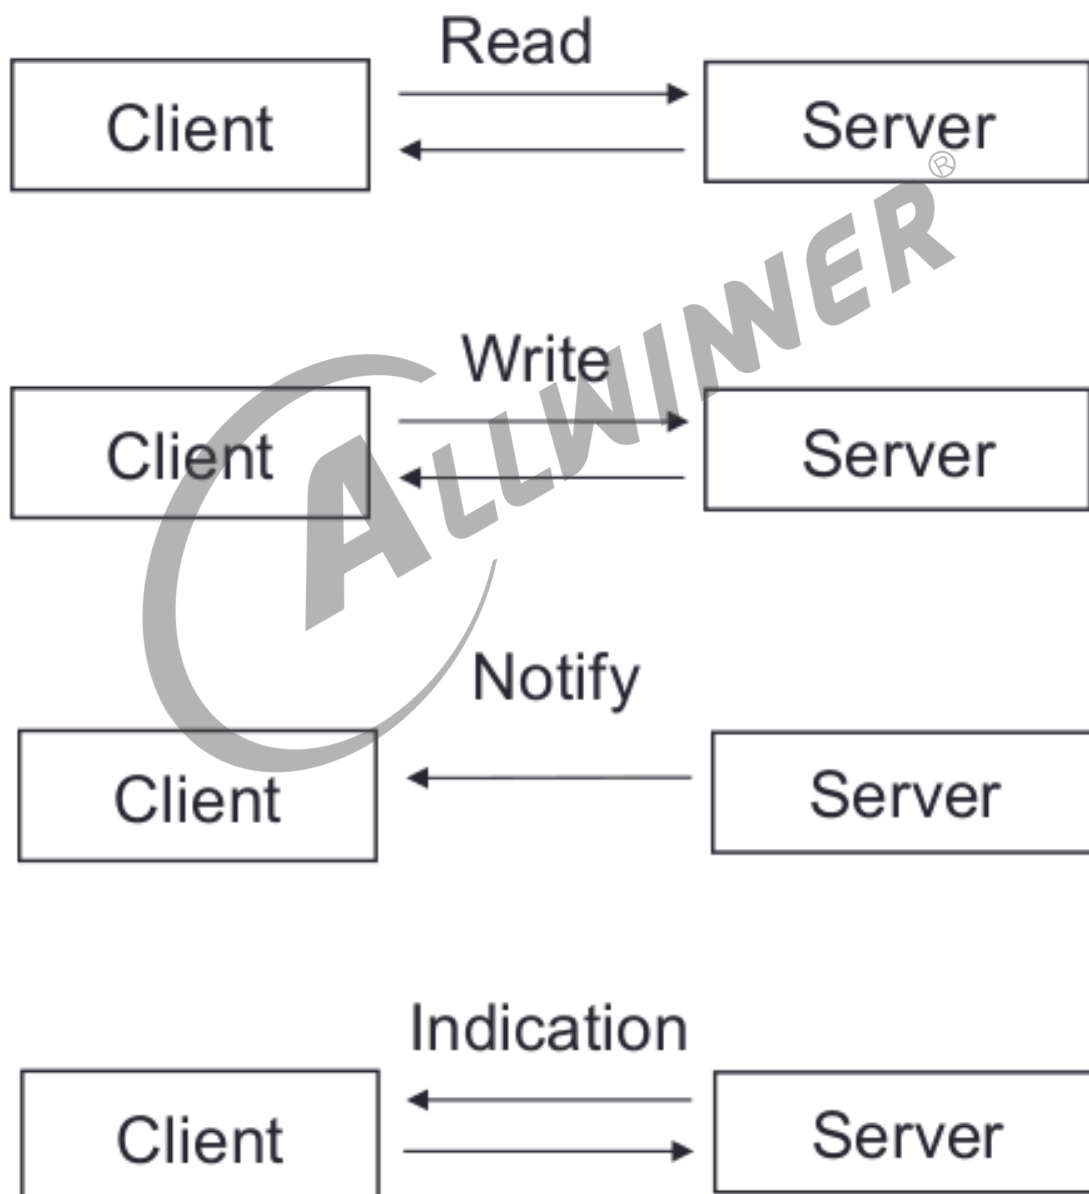 Read
Client
Server
®
ALLWINNER
Write
Client
Server
Notify
Client
Server
Indication
Client
Server